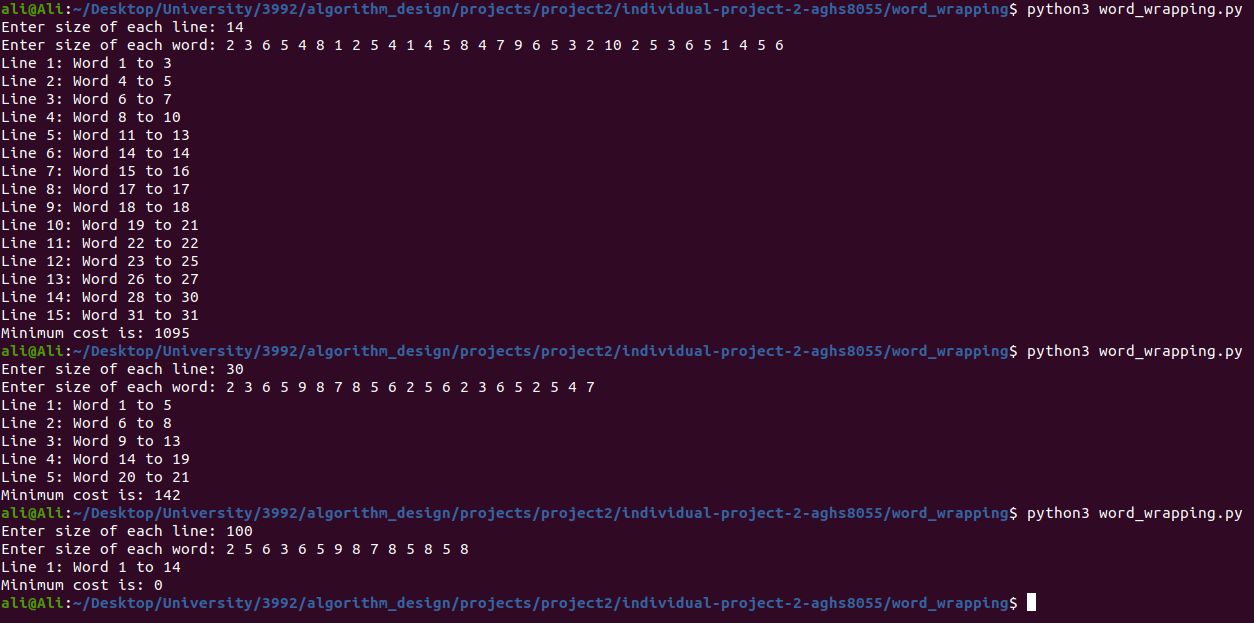 ali@Ali:~/Desktop/University/3992/algorithm_design/projects/project2/individual-project-2-aghs8055/word_wrapping$ python3 word_wrapping.py
Enter size of each line: 14
Enter size of each word: 2 3 6 5 4 8 1 2 5 4 1 4 5 8 4 7 9 6 5 3 2 10 2 5 3 6 5 1 4 5 6
Line 1: Word 1 to 3
Line 2: Word 4 to 5
Line 3: Word 6 to 7
Line 4: Word 8 to 10
Line 5: Word 11 to 13
Line 6: Word 14 to 14
Line 7: Word 15 to 16
Line 8: Word 17 to 17
Line 9: Word 18 to 18
Line 10: Word 19 to 21
Line 11: Word 22 to 22
Line 12: Word 23 to 25
Line 13: Word 26 to 27
Line 14: Word 28 to 30
Line 15: Word 31 to 31
Minimum cost is: 1095
ali@Ali:~/Desktop/University/3992/algorithm_design/projects/project2/individual-project-2-aghs8055/word_wrapping$ python3 word_wrapping.py
Enter size of each line: 30
Enter size of each word: 2 3 6 5 9 8 7 8 5 6 2 5 6 2 3 6 5 2 5 4 7
Line 1: Word 1 to 5
Line 2: Word 6 to 8
Line 3: Word 9 to 13
Line 4: Word 14 to 19
Line 5: Word 20 to 21
Minimum cost is: 142
ali@Ali:~/Desktop/University/3992/algorithm_design/projects/project2/individual-project-2-aghs8055/word_wrapping$ python3 word_wrapping.py
Enter size of each line: 100
Enter size of each word: 2 5 6 3 6 5 9 8 7 8 5 8 5 8
Line 1: Word 1 to 14
Minimum cost is: 0
ali@Ali:~/Desktop/University/3992/algorithm_design/projects/project2/individual-project-2-aghs8055/word_wrapping$